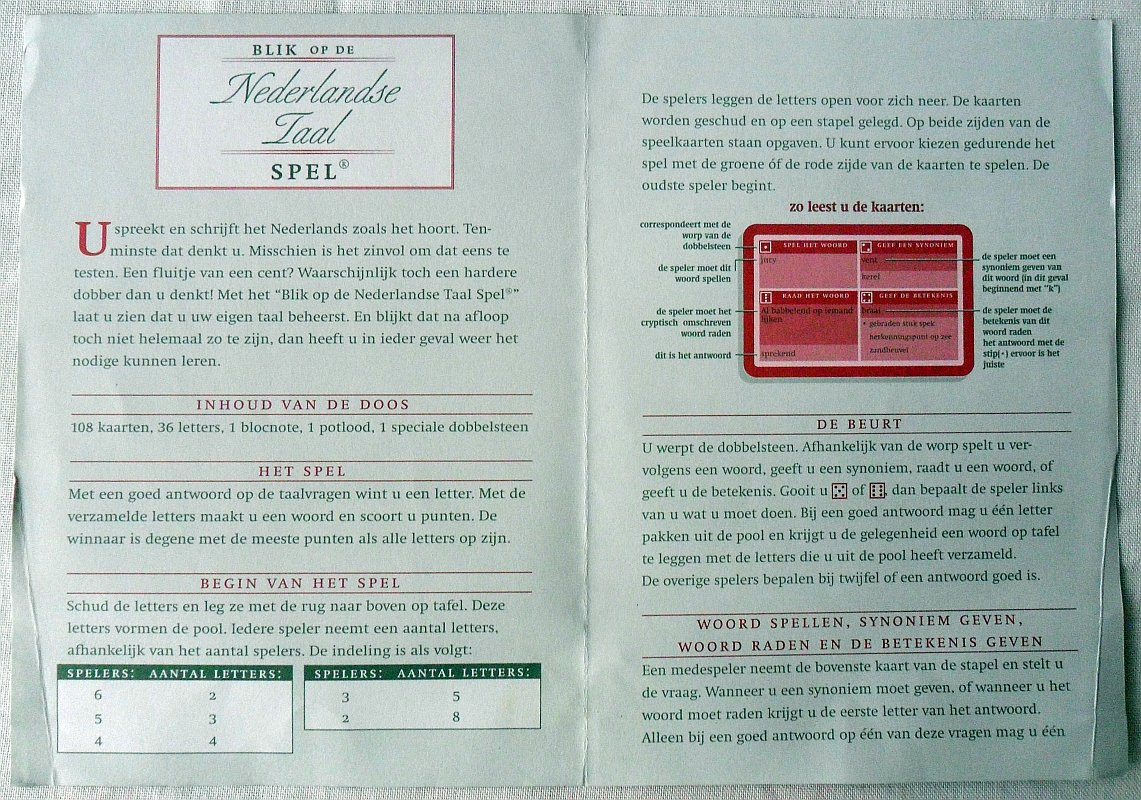 BLIK OP DE
Nederlandse
Taal
SPEL®
U spreekt en schrijft het Nederlands zoals het hoort. Ten-
minste dat denkt u. Misschien is het zinvol om dat eens te
testen. Een fluitje van een cent? Waarschijnlijk toch een hardere
dobber dan u denkt! Met het “Blik op de Nederlandse Taal Spel®”
laat u zien dat u uw eigen taal beheerst. En blijkt dat na afloop
toch niet helemaal zo te zijn, dan heeft u in ieder geval weer het
nodige kunnen leren.
INHOUD VAN DE DOOS
108 kaarten, 36 letters, 1 blocnote, 1 potlood, 1 speciale dobbelsteen
HET SPEL
Met een goed antwoord op de taalvragen wint u een letter. Met de
verzamelde letters maakt u een woord en scoort u punten. De
winnaar is degene met de meeste punten als alle letters op zijn.
BEGIN VAN HET SPEL
Schud de letters en leg ze met de rug naar boven op tafel. Deze
letters vormen de pool. Iedere speler neemt een aantal letters,
afhankelijk van het aantal spelers. De indeling is als volgt:
SPELERS: AANTAL LETTERS:
6 2
5 3
4 4
SPELERS: AANTAL LETTERS:
3 5
2 8
De spelers leggen de letters open voor zich neer. De kaarten
worden geschud en op een stapel gelegd. Op beide zijden van de
speelkaarten staan opgaven. U kunt ervoor kiezen gedurende het
spel met de groene óf de rode zijde van de kaarten te spelen. De
oudste speler begint.
zo leest u de kaarten:
correspondeert met de
worp van de
dobbelsteen
de speler moet dit
woord spellen
de speler moet het
cryptisch omschreven
woord raden
dit is het antwoord
SPEL HET WOORD
jury
GEEF EEN SYNONIEM
vent
kerel
RAAD HET WOORD
Al babbelend op iemand
lijken
sprekend
GEEF DE BETEKENIS
braai
• gebraden stuk spek
herkenningspunt op zee
zandheuvel
de speler moet een
synoniem geven van
dit woord (in dit geval
beginnend met “k”)
de speler moet de
betekenis van dit
woord raden
het antwoord met de
stip(•) ervoor is het
juiste
DE BEURT
U werpt de dobbelsteen. Afhankelijk van de worp spelt u ver-
volgens een woord, geeft u een synoniem, raadt u een woord, of
geeft u de betekenis. Gooit u of , dan bepaalt de speler links
van u wat u moet doen. Bij een goed antwoord mag u één letter
pakken uit de pool en krijgt u de gelegenheid een woord op tafel
te leggen met de letters die u uit de pool heeft verzameld.
De overige spelers bepalen bij twijfel of een antwoord goed is.
WOORD SPELLEN, SYNONIEM GEVEN,
WOORD RADEN EN DE BETEKENIS GEVEN
Een medespeler neemt de bovenste kaart van de stapel en stelt u
de vraag. Wanneer u een synoniem moet geven, of wanneer u het
woord moet raden krijgt u de eerste letter van het antwoord.
Alleen bij een goed antwoord op één van deze vragen mag u één